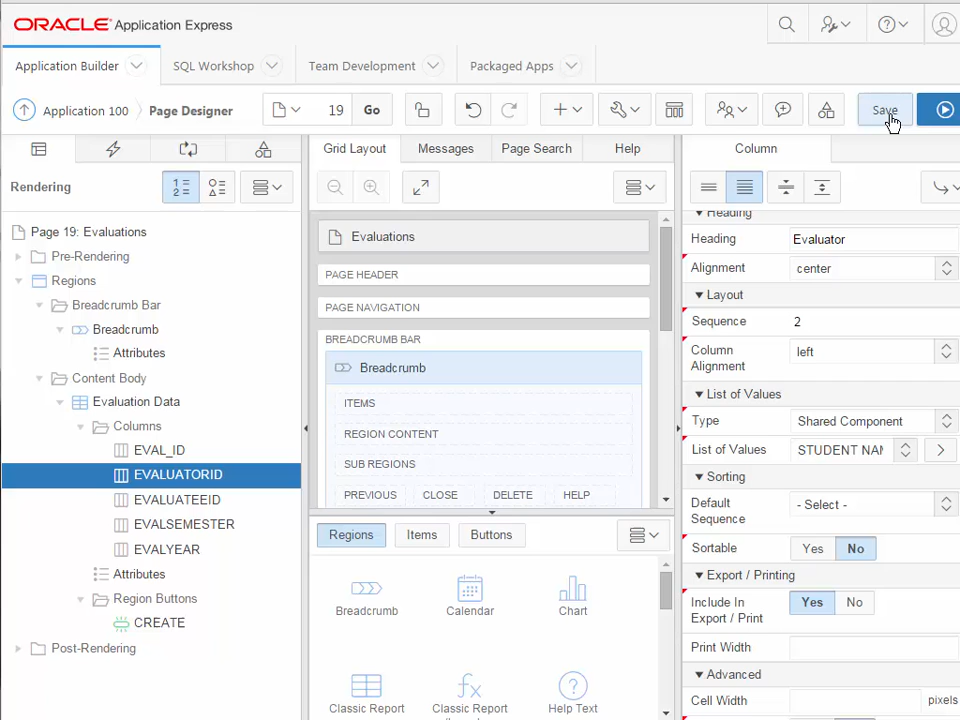 ORACLE Application Express
Application Builder
SQL Workshop
Team Development
Packaged Apps
Application 100
Page Designer
19
Go
Save
Rendering
Page 19: Evaluations
Pre-Rendering
Regions
Breadcrumb Bar
Breadcrumb
Attributes
Content Body
Evaluation Data
Columns
EVAL_ID
EVALUATORID
EVALUATEEID
EVALSEMESTER
EVALYEAR
Attributes
Region Buttons
CREATE
Post-Rendering
Grid Layout
Messages
Page Search
Help
Evaluations
PAGE HEADER
PAGE NAVIGATION
BREADCRUMB BAR
Breadcrumb
ITEMS
REGION CONTENT
SUB REGIONS
PREVIOUS CLOSE DELETE HELP
Regions
Items
Buttons
Breadcrumb
Calendar
Chart
Classic Report
Classic Report
Help Text
Column
Heading
Heading Evaluator
Alignment center
Layout
Sequence 2
Column
Alignment
left
List of Values
Type Shared Component
List of Values STUDENT NAM
Sorting
Default
Sequence
- Select -
Sortable Yes No
Export / Printing
Include In
Export / Print
Yes No
Print Width
Advanced
Cell Width pixels